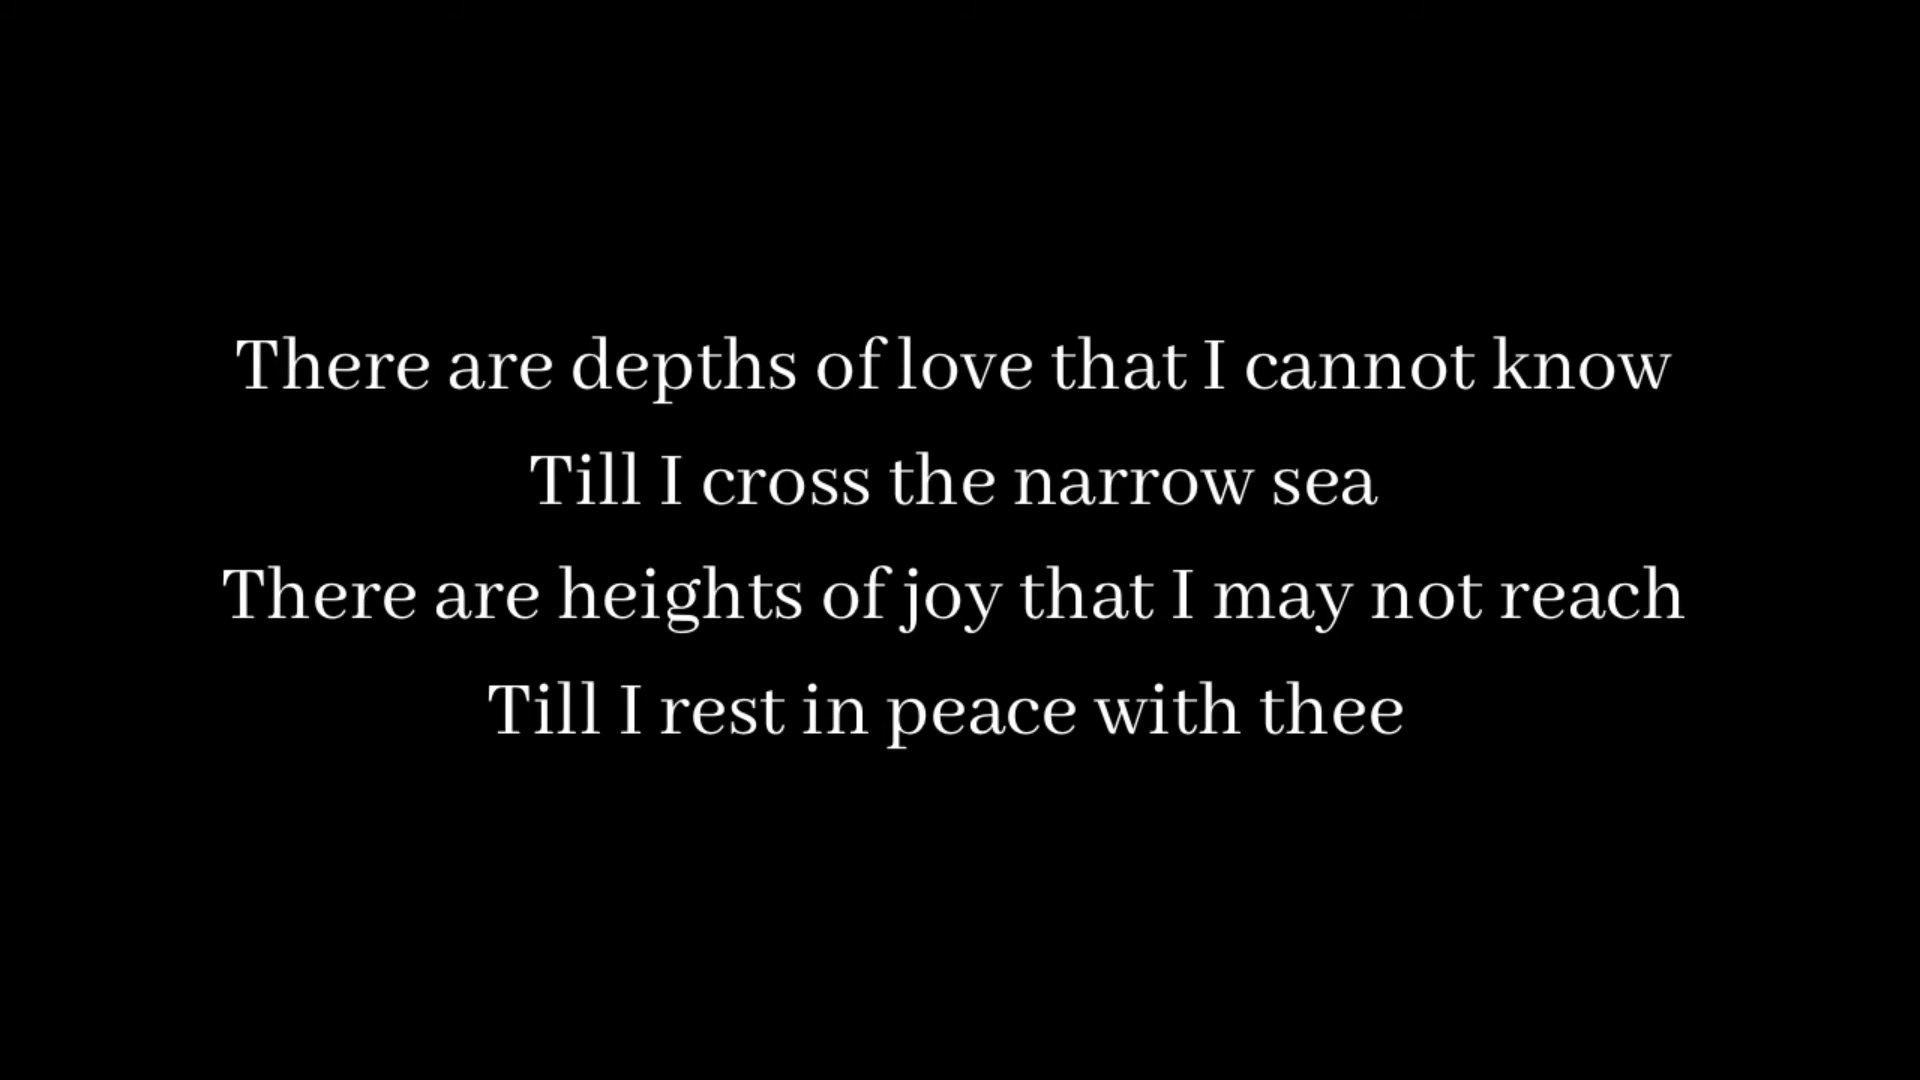 There are depths of love that I cannot know
Till I cross the narrow sea
There are heights of joy that I may not reach
Till I rest in peace with thee